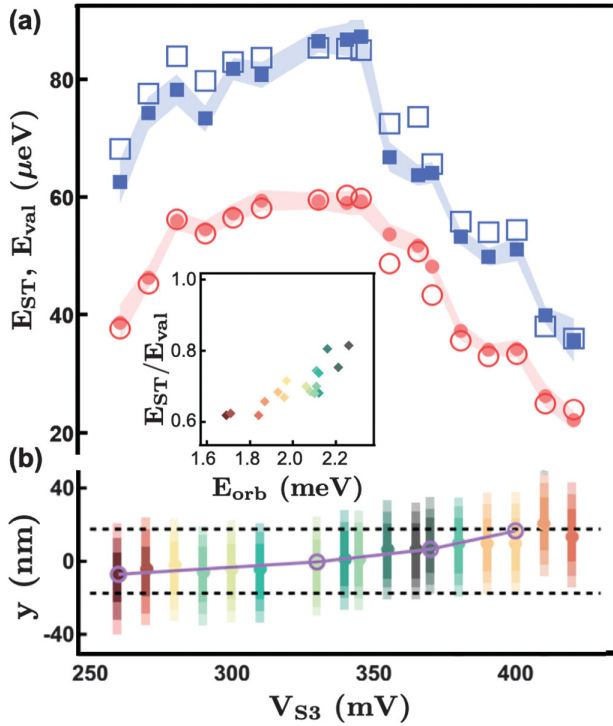 (a)
80
60
40
20
E_ST, E_val (μeV)
1.0
0.8
0.6
E_ST/E_val
1.6 1.8 2.0 2.2
E_orb (meV)
(b)
40
0
-40
y (nm)
250 300 350 400
V_S3 (mV)